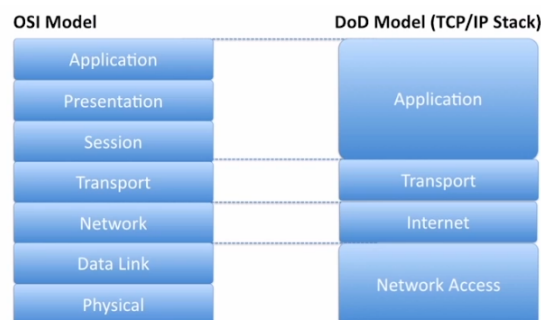 OSI Model
DoD Model (TCP/IP Stack)
Application
Presentation
Session
Transport
Network
Data Link
Physical
Application
Transport
Internet
Network Access